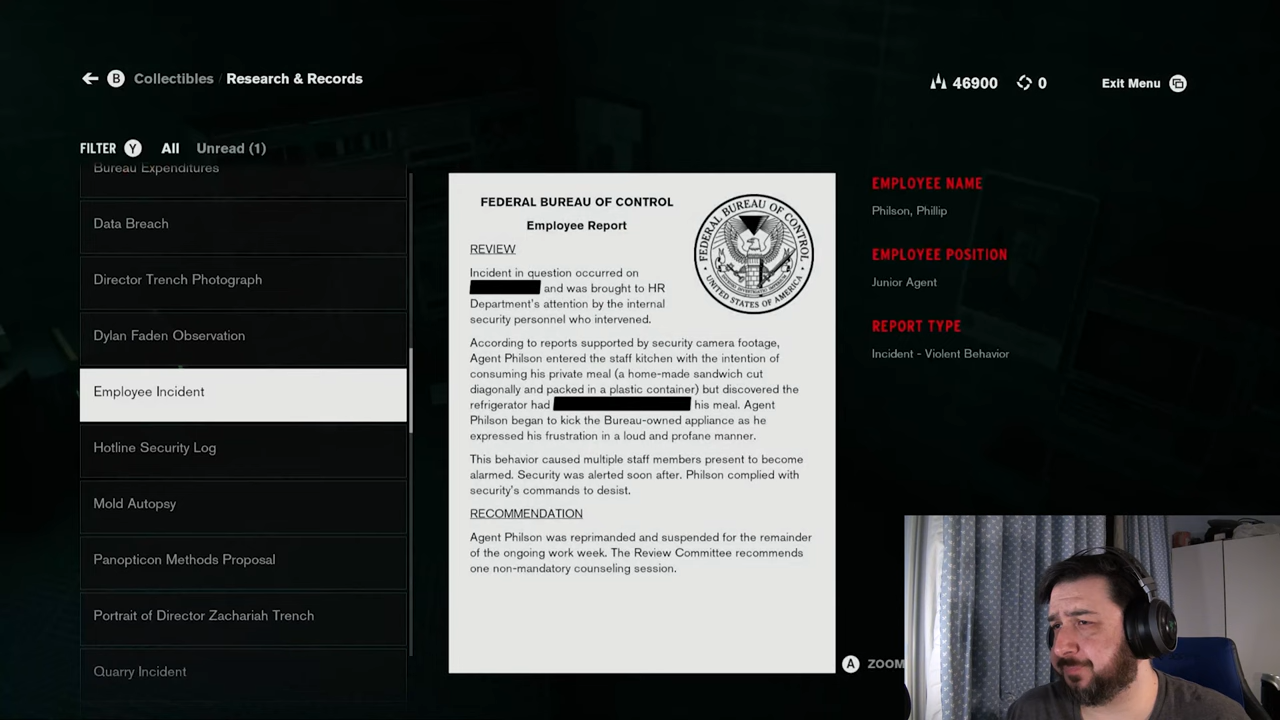 B Collectibles / Research & Records
46900 0 Exit Menu
FILTER Y All Unread (1)
Bureau Expenditures
Data Breach
Director Trench Photograph
Dylan Faden Observation
Employee Incident
Hotline Security Log
Mold Autopsy
Panopticon Methods Proposal
Portrait of Director Zachariah Trench
Quarry Incident
FEDERAL BUREAU OF CONTROL
Employee Report
FEDERAL BUREAU OF CONTROL
UNITED STATES OF AMERICA
REVIEW
Incident in question occurred on
and was brought to HR
Department's attention by the internal
security personnel who intervened.
According to reports supported by security camera footage,
Agent Philson entered the staff kitchen with the intention of
consuming his private meal (a home-made sandwich cut
diagonally and packed in a plastic container) but discovered the
refrigerator had his meal. Agent
Philson began to kick the Bureau-owned appliance as he
expressed his frustration in a loud and profane manner.
This behavior caused multiple staff members present to become
alarmed. Security was alerted soon after. Philson complied with
security's commands to desist.
RECOMMENDATION
Agent Philson was reprimanded and suspended for the remainder
of the ongoing work week. The Review Committee recommends
one non-mandatory counseling session.
EMPLOYEE NAME
Philson, Phillip
EMPLOYEE POSITION
Junior Agent
REPORT TYPE
Incident - Violent Behavior
A ZOOM